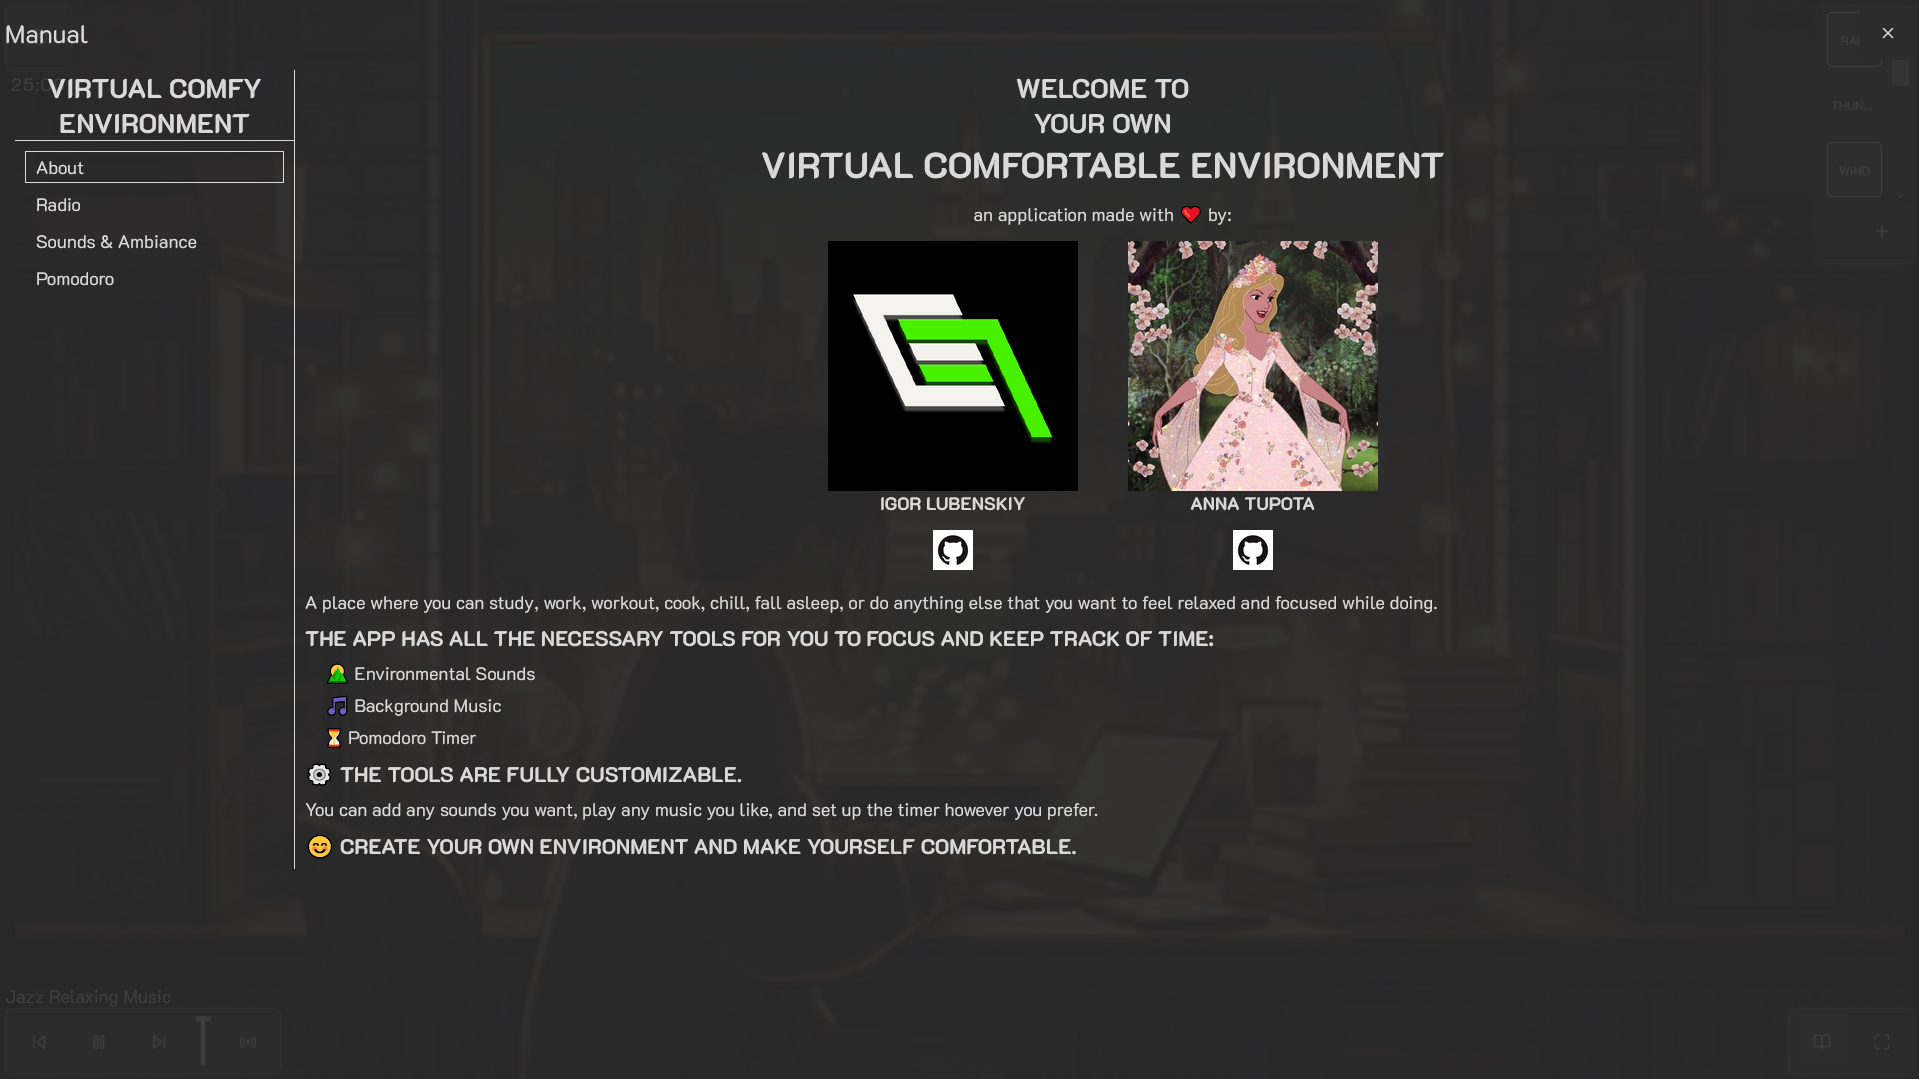 Manual
VIRTUAL COMFY
ENVIRONMENT
About
Radio
Sounds & Ambiance
Pomodoro
WELCOME TO
YOUR OWN
VIRTUAL COMFORTABLE ENVIRONMENT
an application made with ❤️ by:
IGOR LUBENSKIY
ANNA TUPOTA
A place where you can study, work, workout, cook, chill, fall asleep, or do anything else that you want to feel relaxed and focused while doing.
THE APP HAS ALL THE NECESSARY TOOLS FOR YOU TO FOCUS AND KEEP TRACK OF TIME:
Environmental Sounds
Background Music
Pomodoro Timer
THE TOOLS ARE FULLY CUSTOMIZABLE.
You can add any sounds you want, play any music you like, and set up the timer however you prefer.
CREATE YOUR OWN ENVIRONMENT AND MAKE YOURSELF COMFORTABLE.
THUN...
WIND
Jazz Relaxing Music